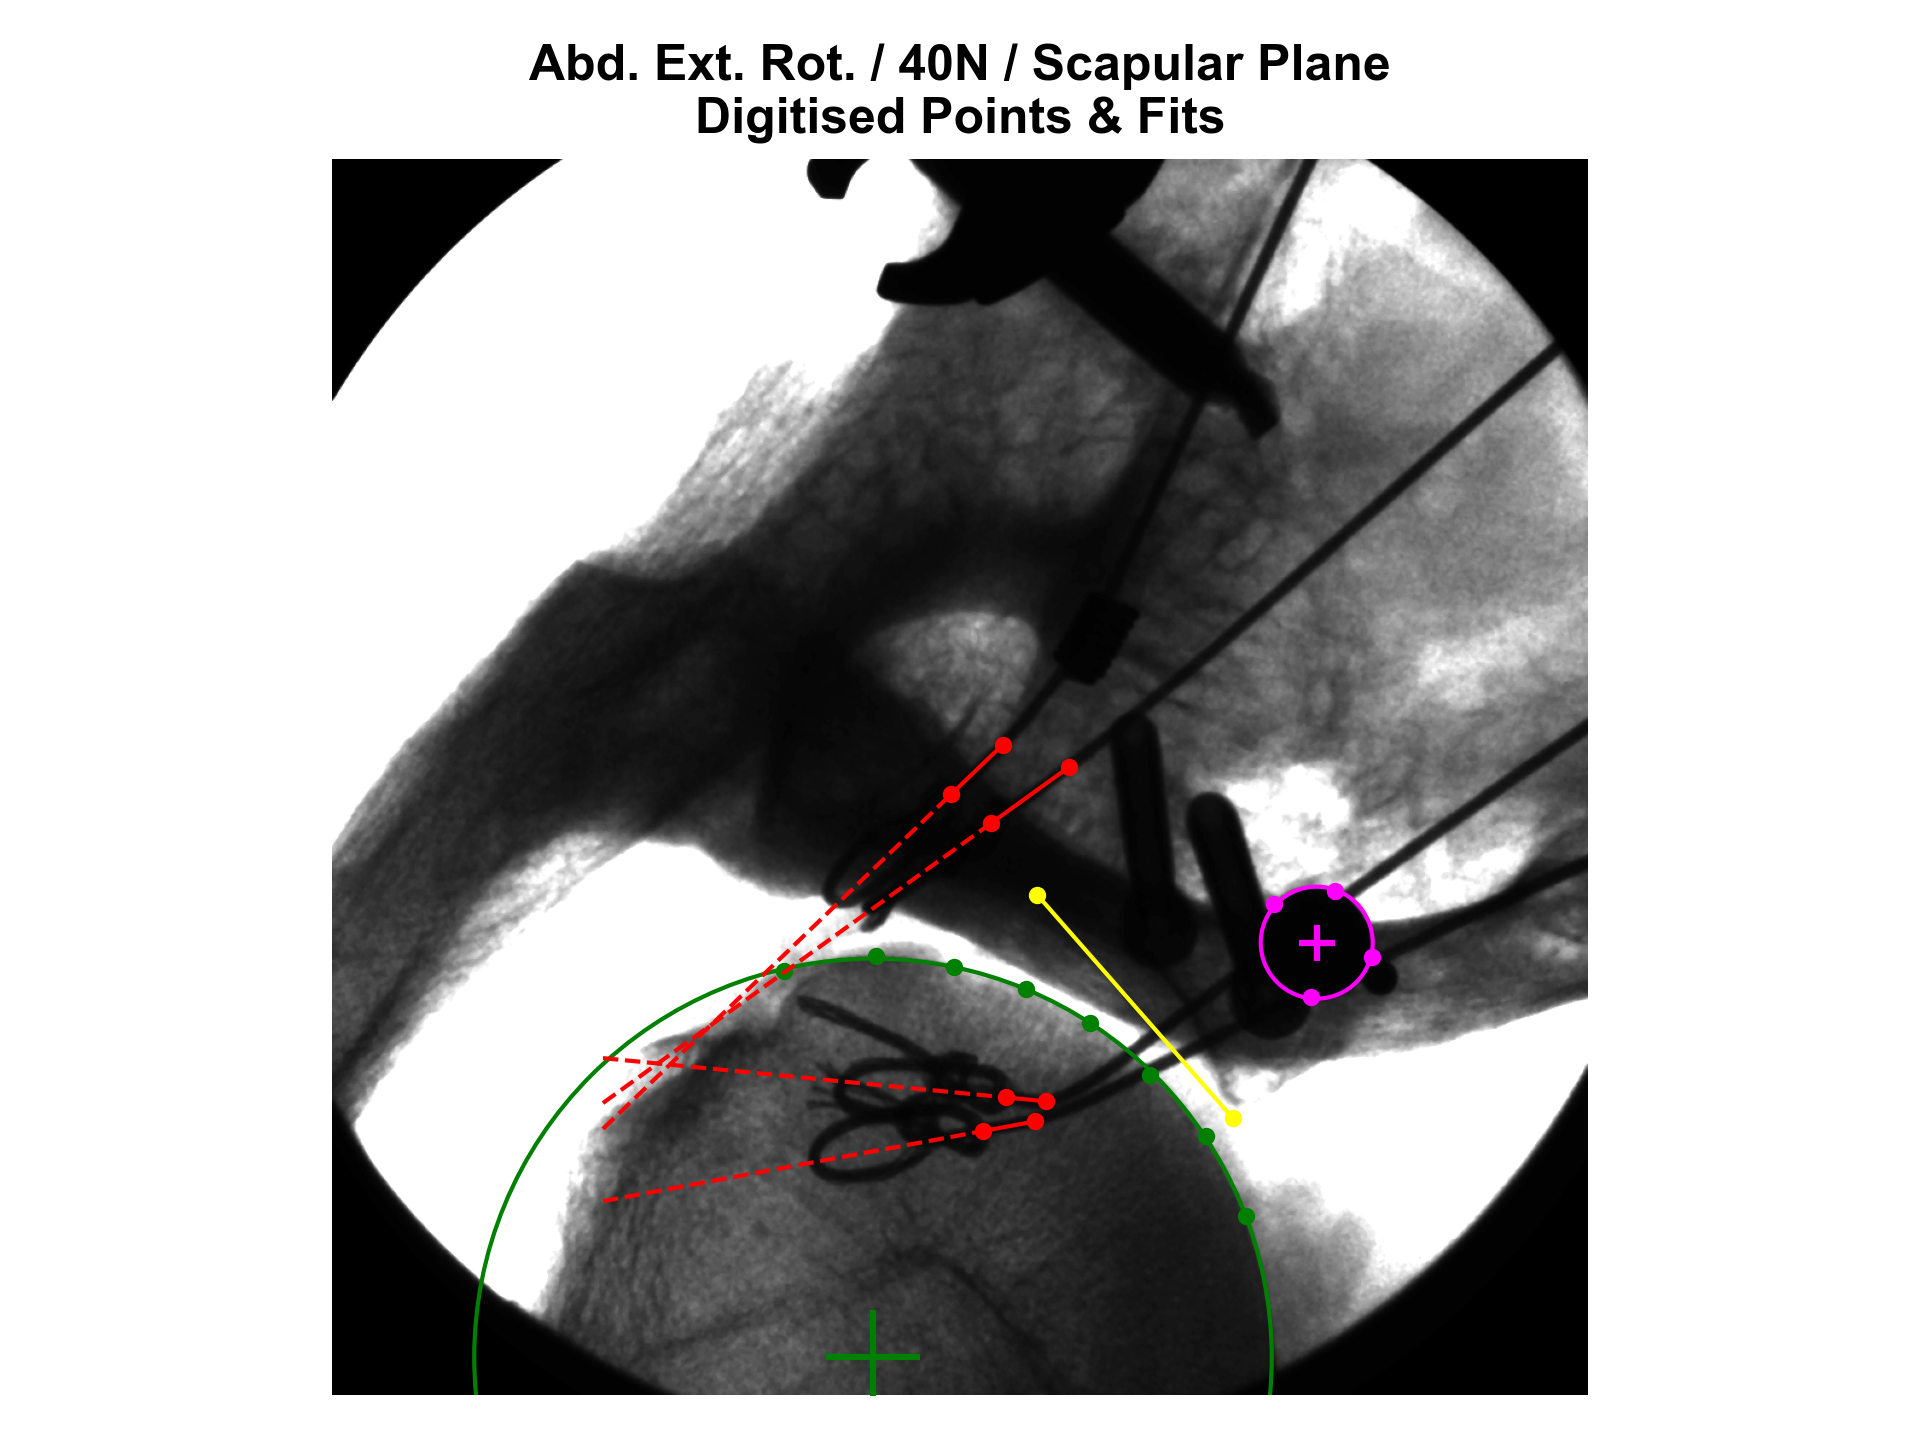 Abd. Ext. Rot. / 40N / Scapular Plane
Digitised Points & Fits